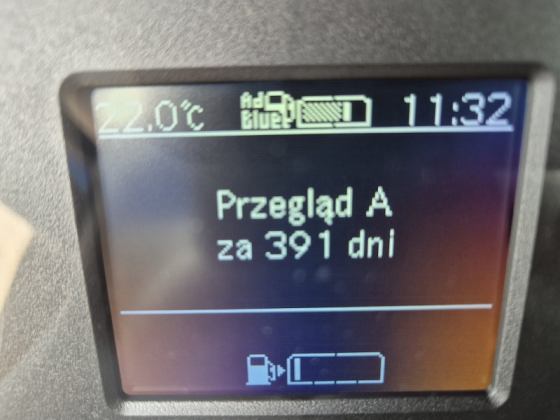 22.0°C Ad Blue 11:32
Przegląd A
za 391 dni